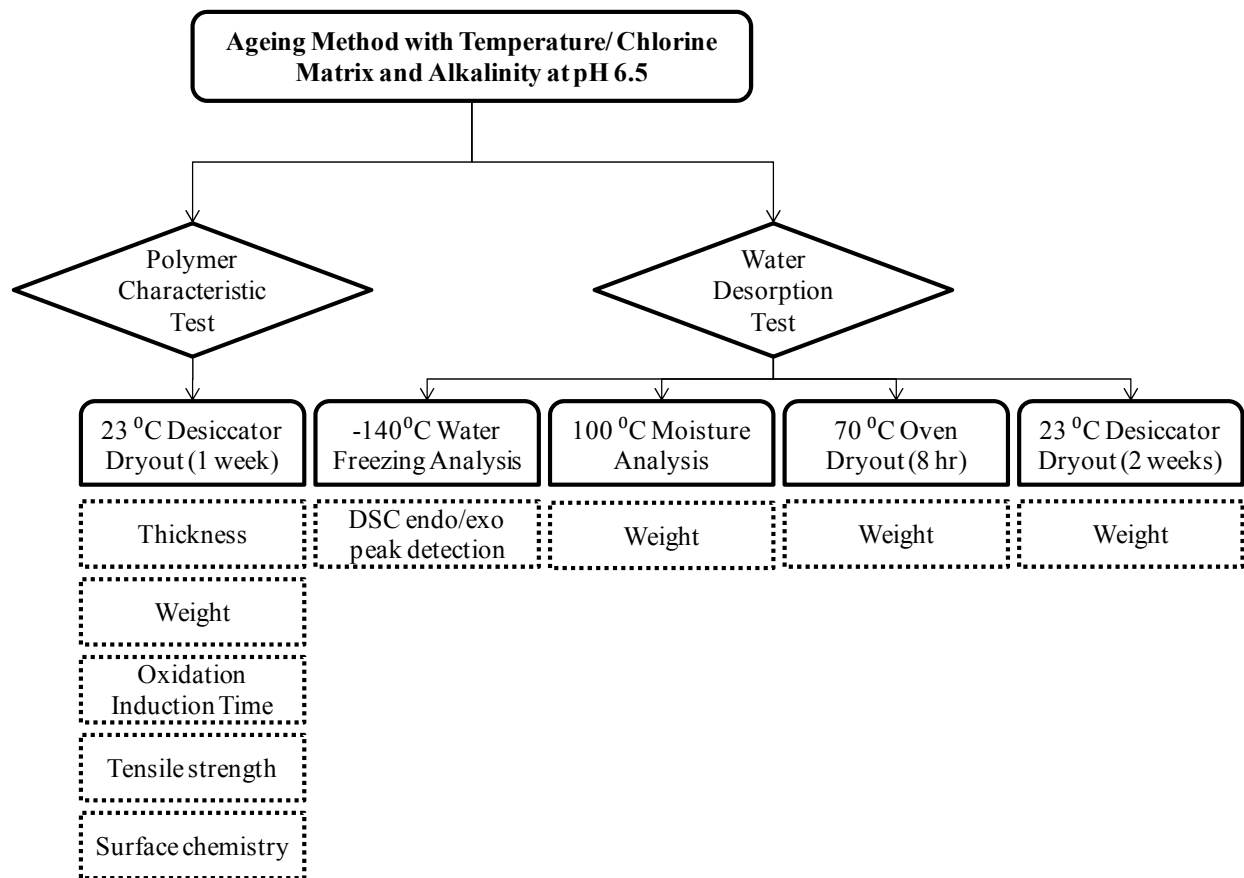 Ageing Method with Temperature/ Chlorine
Matrix and Alkalinity at pH 6.5
Polymer
Characteristic
Test
Water
Desorption
Test
23 ⁰C Desiccator
Dryout (1 week)
-140⁰C Water
Freezing Analysis
100 ⁰C Moisture
Analysis
70 ⁰C Oven
Dryout (8 hr)
23 ⁰C Desiccator
Dryout (2 weeks)
Thickness
DSC endo/exo
peak detection
Weight
Weight
Weight
Weight
Oxidation
Induction Time
Tensile strength
Surface chemistry